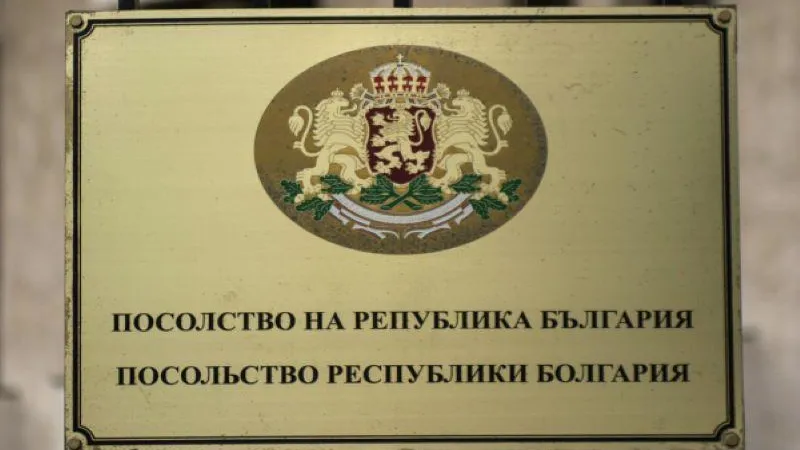 ПОСОЛСТВО НА РЕПУБЛИКА БЪЛГАРИЯ
ПОСОЛЬСТВО РЕСПУБЛИКИ БОЛГАРИЯ